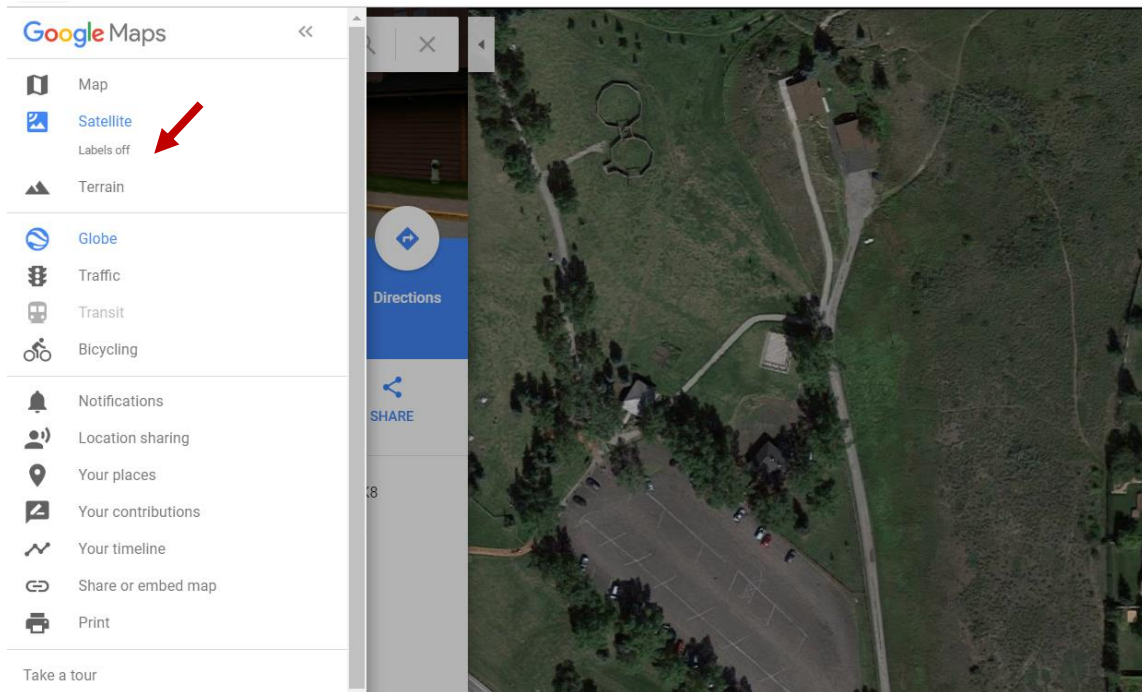 Google Maps
Map
Satellite
Labels off
Terrain
Globe
Traffic
Transit
Bicycling
Notifications
Location sharing
Your places
Your contributions
Your timeline
Share or embed map
Print
Take a tour
Directions
SHARE
K8